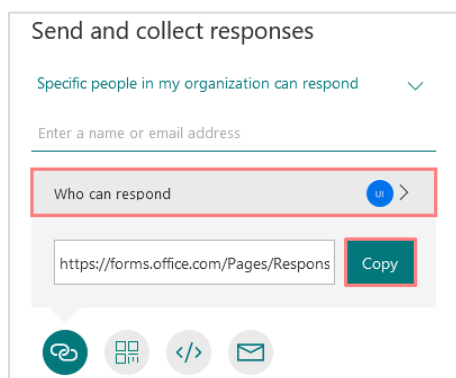 Send and collect responses
Specific people in my organization can respond
Enter a name or email address
Who can respond
UI
https://forms.office.com/Pages/Respons
Copy